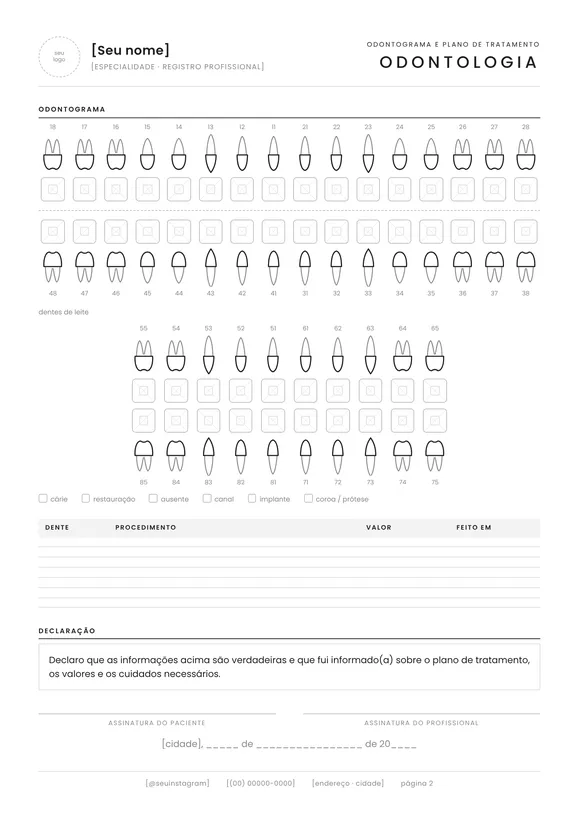 seu
logo
[Seu nome]
[ESPECIALIDADE · REGISTRO PROFISSIONAL]
ODONTOGRAMA E PLANO DE TRATAMENTO
ODONTOLOGIA
ODONTOGRAMA
18 17 16 15 14 13 12 11 21 22 23 24 25 26 27 28
48 47 46 45 44 43 42 41 31 32 33 34 35 36 37 38
dentes de leite
55 54 53 52 51 61 62 63 64 65
85 84 83 82 81 71 72 73 74 75
cárie restauração ausente canal implante coroa / prótese
DENTE PROCEDIMENTO VALOR FEITO EM
DECLARAÇÃO
Declaro que as informações acima são verdadeiras e que fui informado(a) sobre o plano de tratamento,
os valores e os cuidados necessários.
ASSINATURA DO PACIENTE ASSINATURA DO PROFISSIONAL
[cidade], _____ de ________________ de 20____
[@seuinstagram] [(00) 00000-0000] [endereço · cidade] página 2